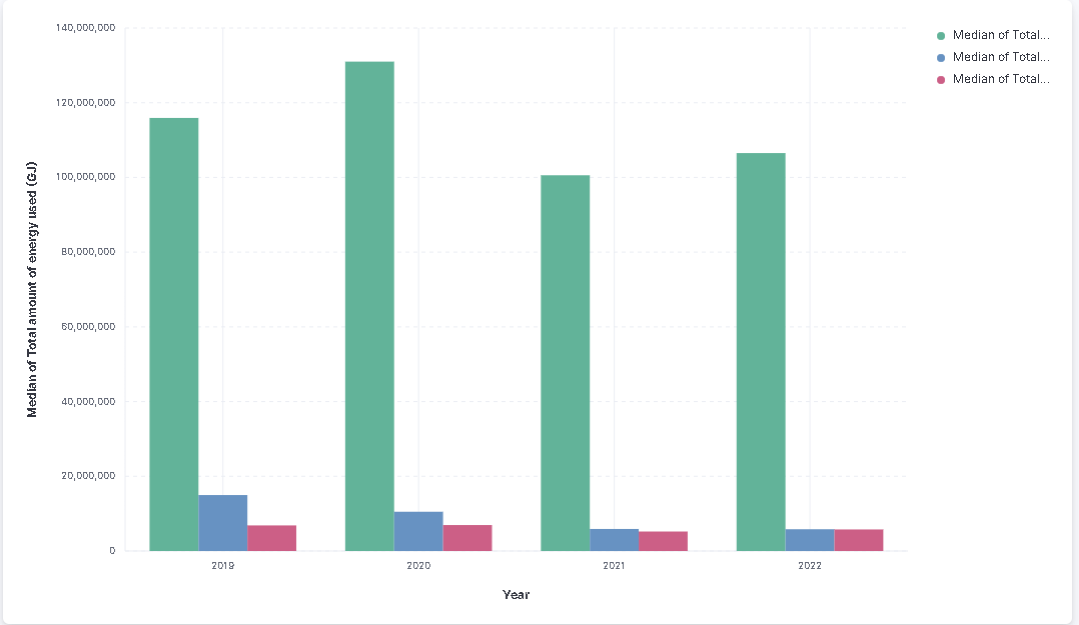 140,000,000
120,000,000
100,000,000
80,000,000
60,000,000
40,000,000
20,000,000
0
Median of Total amount of energy used (GJ)
2019
2020
2021
2022
Year
Median of Total...
Median of Total...
Median of Total...